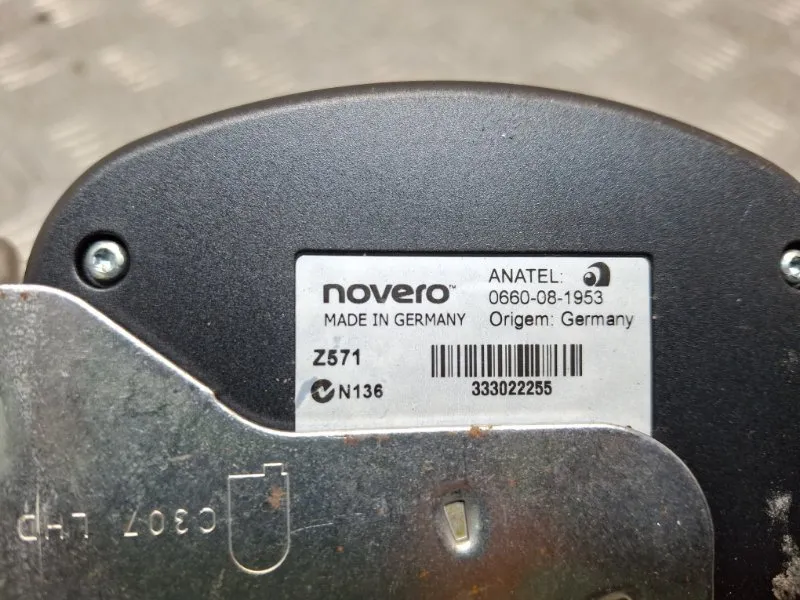 novero™
MADE IN GERMANY
ANATEL:
0660-08-1953
Origem: Germany
Z571
N136
333022255
C307 LHD